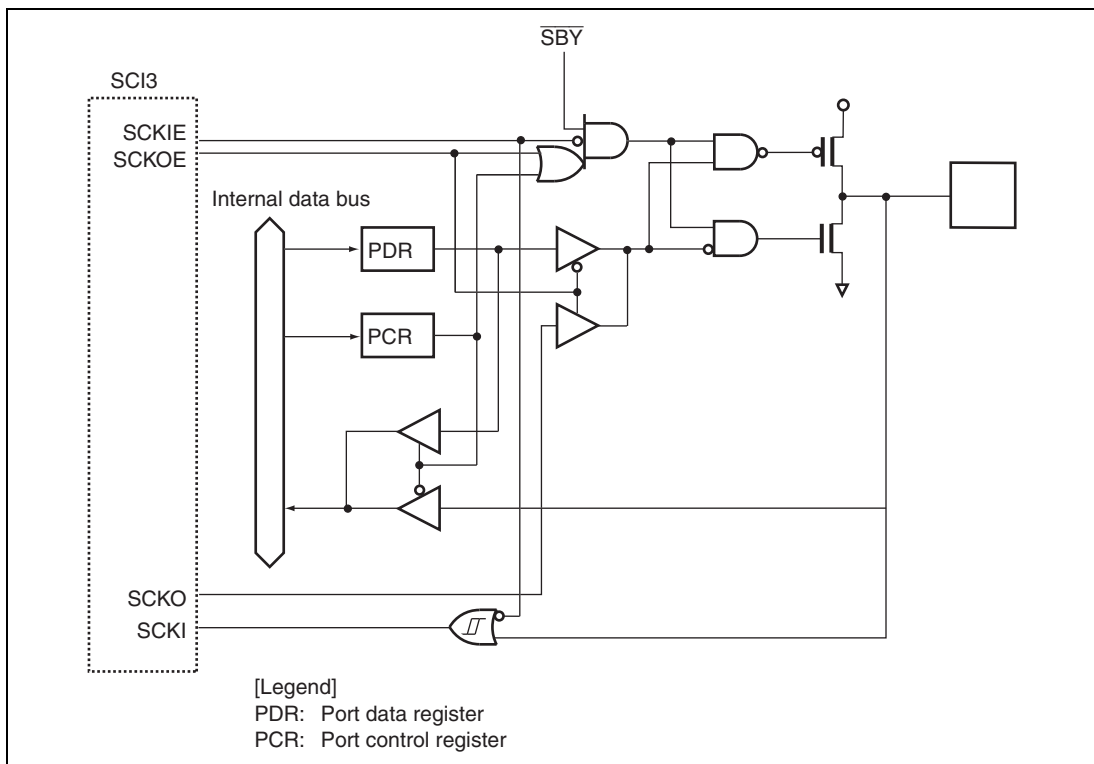 SBY
SCI3
SCKIE
SCKOE
Internal data bus
PDR
PCR
SCKO
SCKI
[Legend]
PDR: Port data register
PCR: Port control register